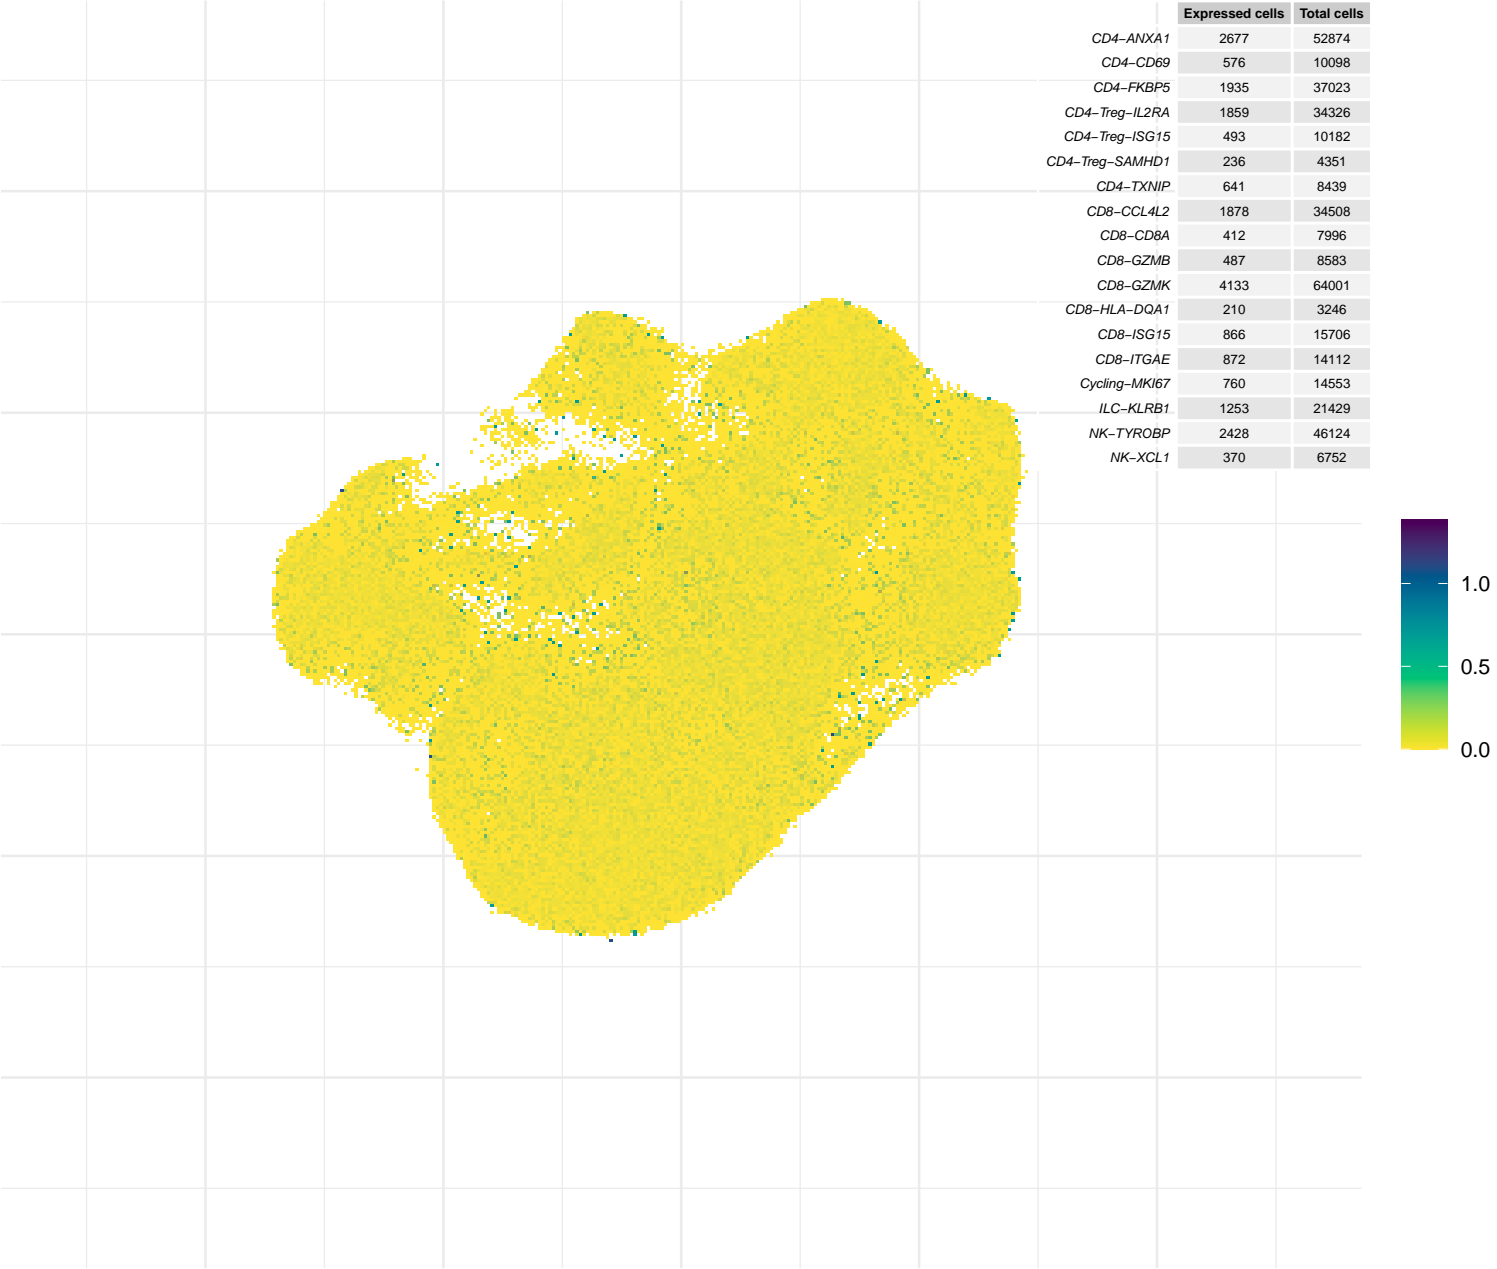 Expressed cells Total cells
CD4−ANXA1 2677 52874
CD4−CD69 576 10098
CD4−FKBP5 1935 37023
CD4−Treg−IL2RA 1859 34326
CD4−Treg−ISG15 493 10182
CD4−Treg−SAMHD1 236 4351
CD4−TXNIP 641 8439
CD8−CCL4L2 1878 34508
CD8−CD8A 412 7996
CD8−GZMB 487 8583
CD8−GZMK 4133 64001
CD8−HLA−DQA1 210 3246
CD8−ISG15 866 15706
CD8−ITGAE 872 14112
Cycling−MKI67 760 14553
ILC−KLRB1 1253 21429
NK−TYROBP 2428 46124
NK−XCL1 370 6752
1.0
0.5
0.0